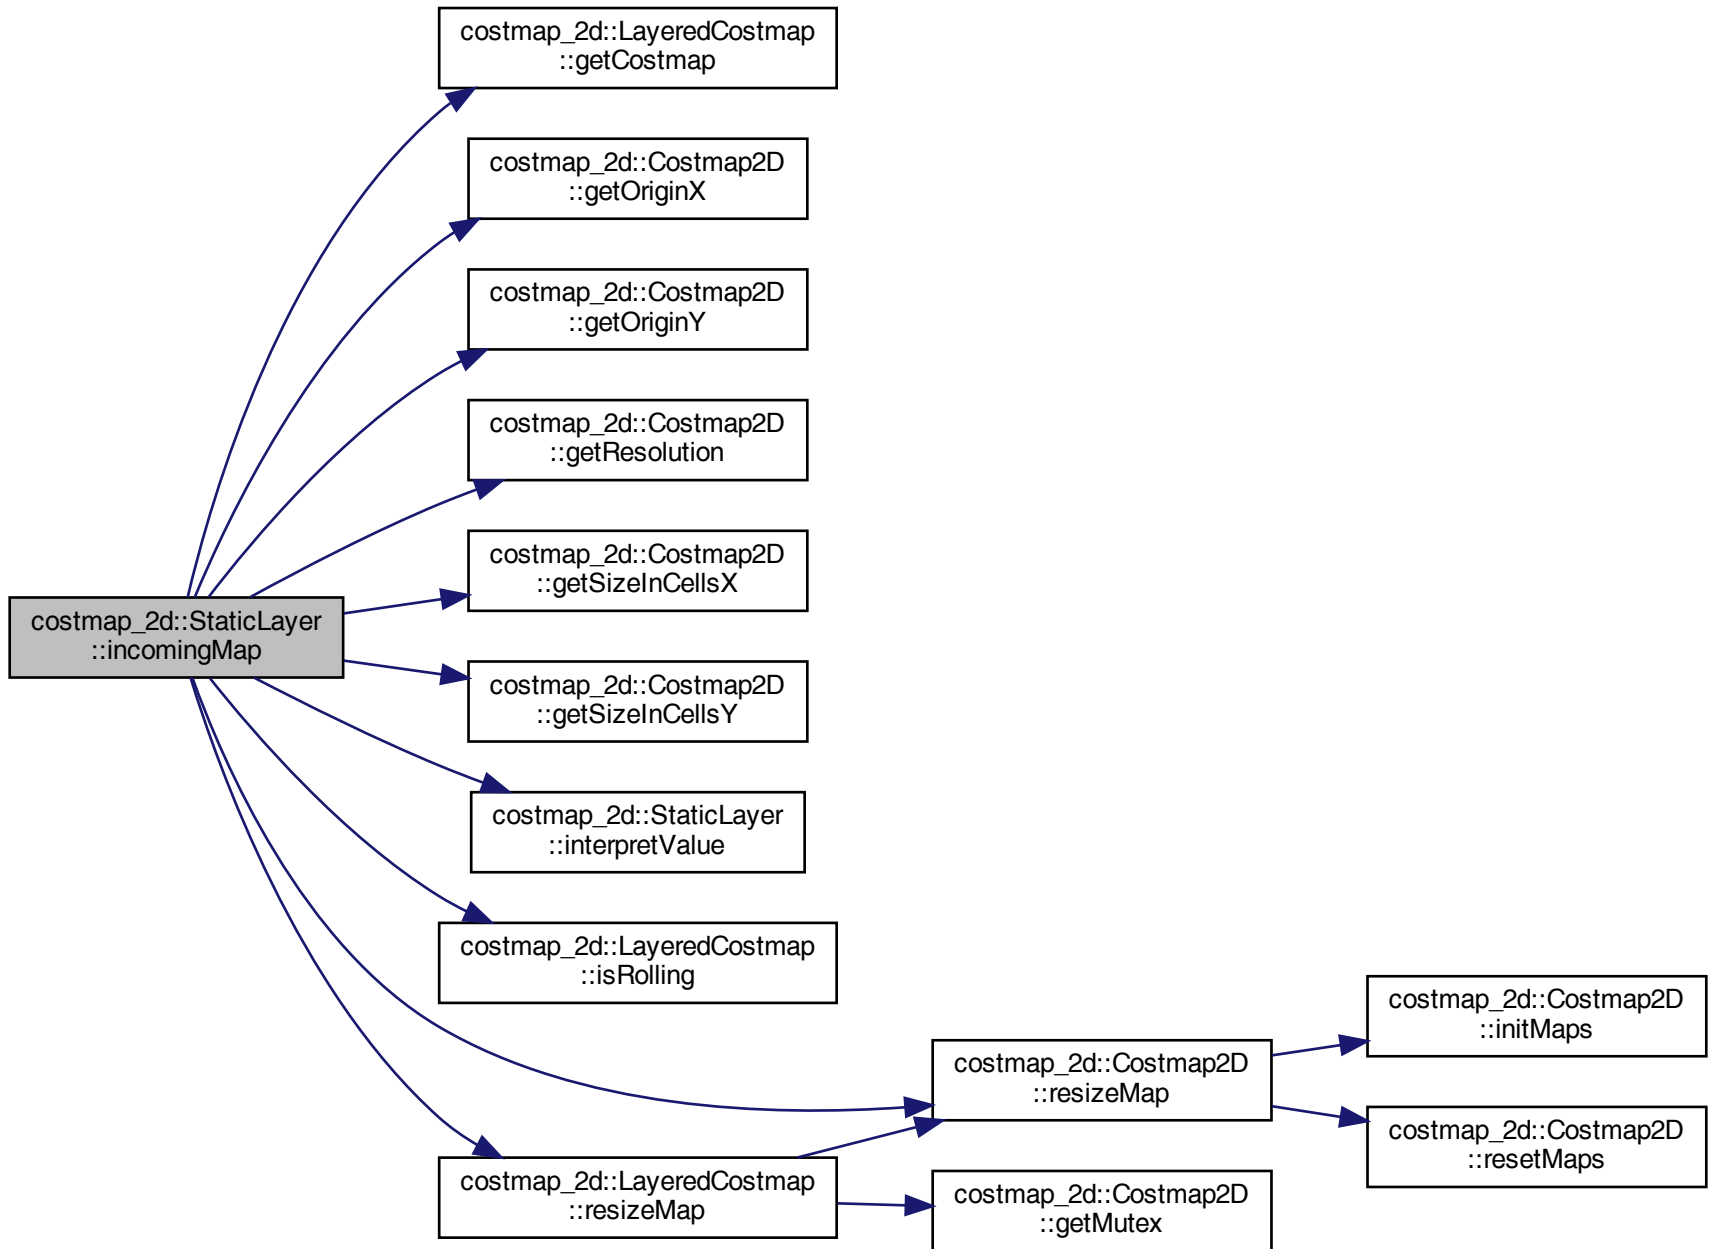 costmap_2d::LayeredCostmap
::getCostmap
costmap_2d::Costmap2D
::getOriginX
costmap_2d::Costmap2D
::getOriginY
costmap_2d::Costmap2D
::getResolution
costmap_2d::Costmap2D
::getSizeInCellsX
costmap_2d::StaticLayer
::incomingMap
costmap_2d::Costmap2D
::getSizeInCellsY
costmap_2d::StaticLayer
::interpretValue
costmap_2d::LayeredCostmap
::isRolling
costmap_2d::Costmap2D
::initMaps
costmap_2d::Costmap2D
::resizeMap
costmap_2d::Costmap2D
::resetMaps
costmap_2d::LayeredCostmap
::resizeMap
costmap_2d::Costmap2D
::getMutex